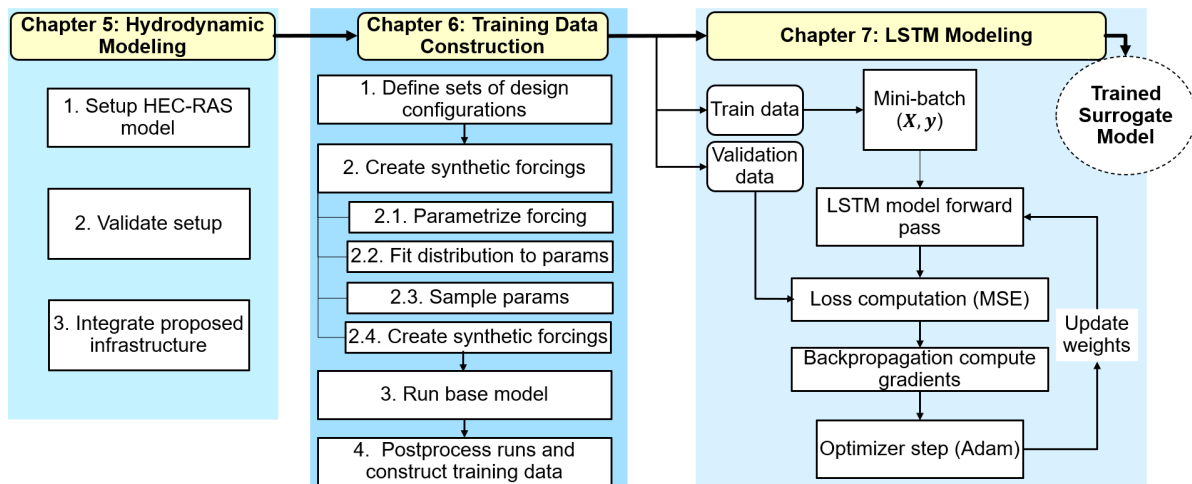 Chapter 5: Hydrodynamic
Modeling
1. Setup HEC-RAS
model
2. Validate setup
3. Integrate proposed
infrastructure
Chapter 6: Training Data
Construction
1. Define sets of design
configurations
2. Create synthetic forcings
2.1. Parametrize forcing
2.2. Fit distribution to params
2.3. Sample params
2.4. Create synthetic forcings
3. Run base model
4. Postprocess runs and
construct training data
Chapter 7: LSTM Modeling
Train data
Validation
data
Mini-batch
(X, y)
LSTM model forward
pass
Loss computation (MSE)
Backpropagation compute
gradients
Optimizer step (Adam)
Update
weights
Trained
Surrogate
Model